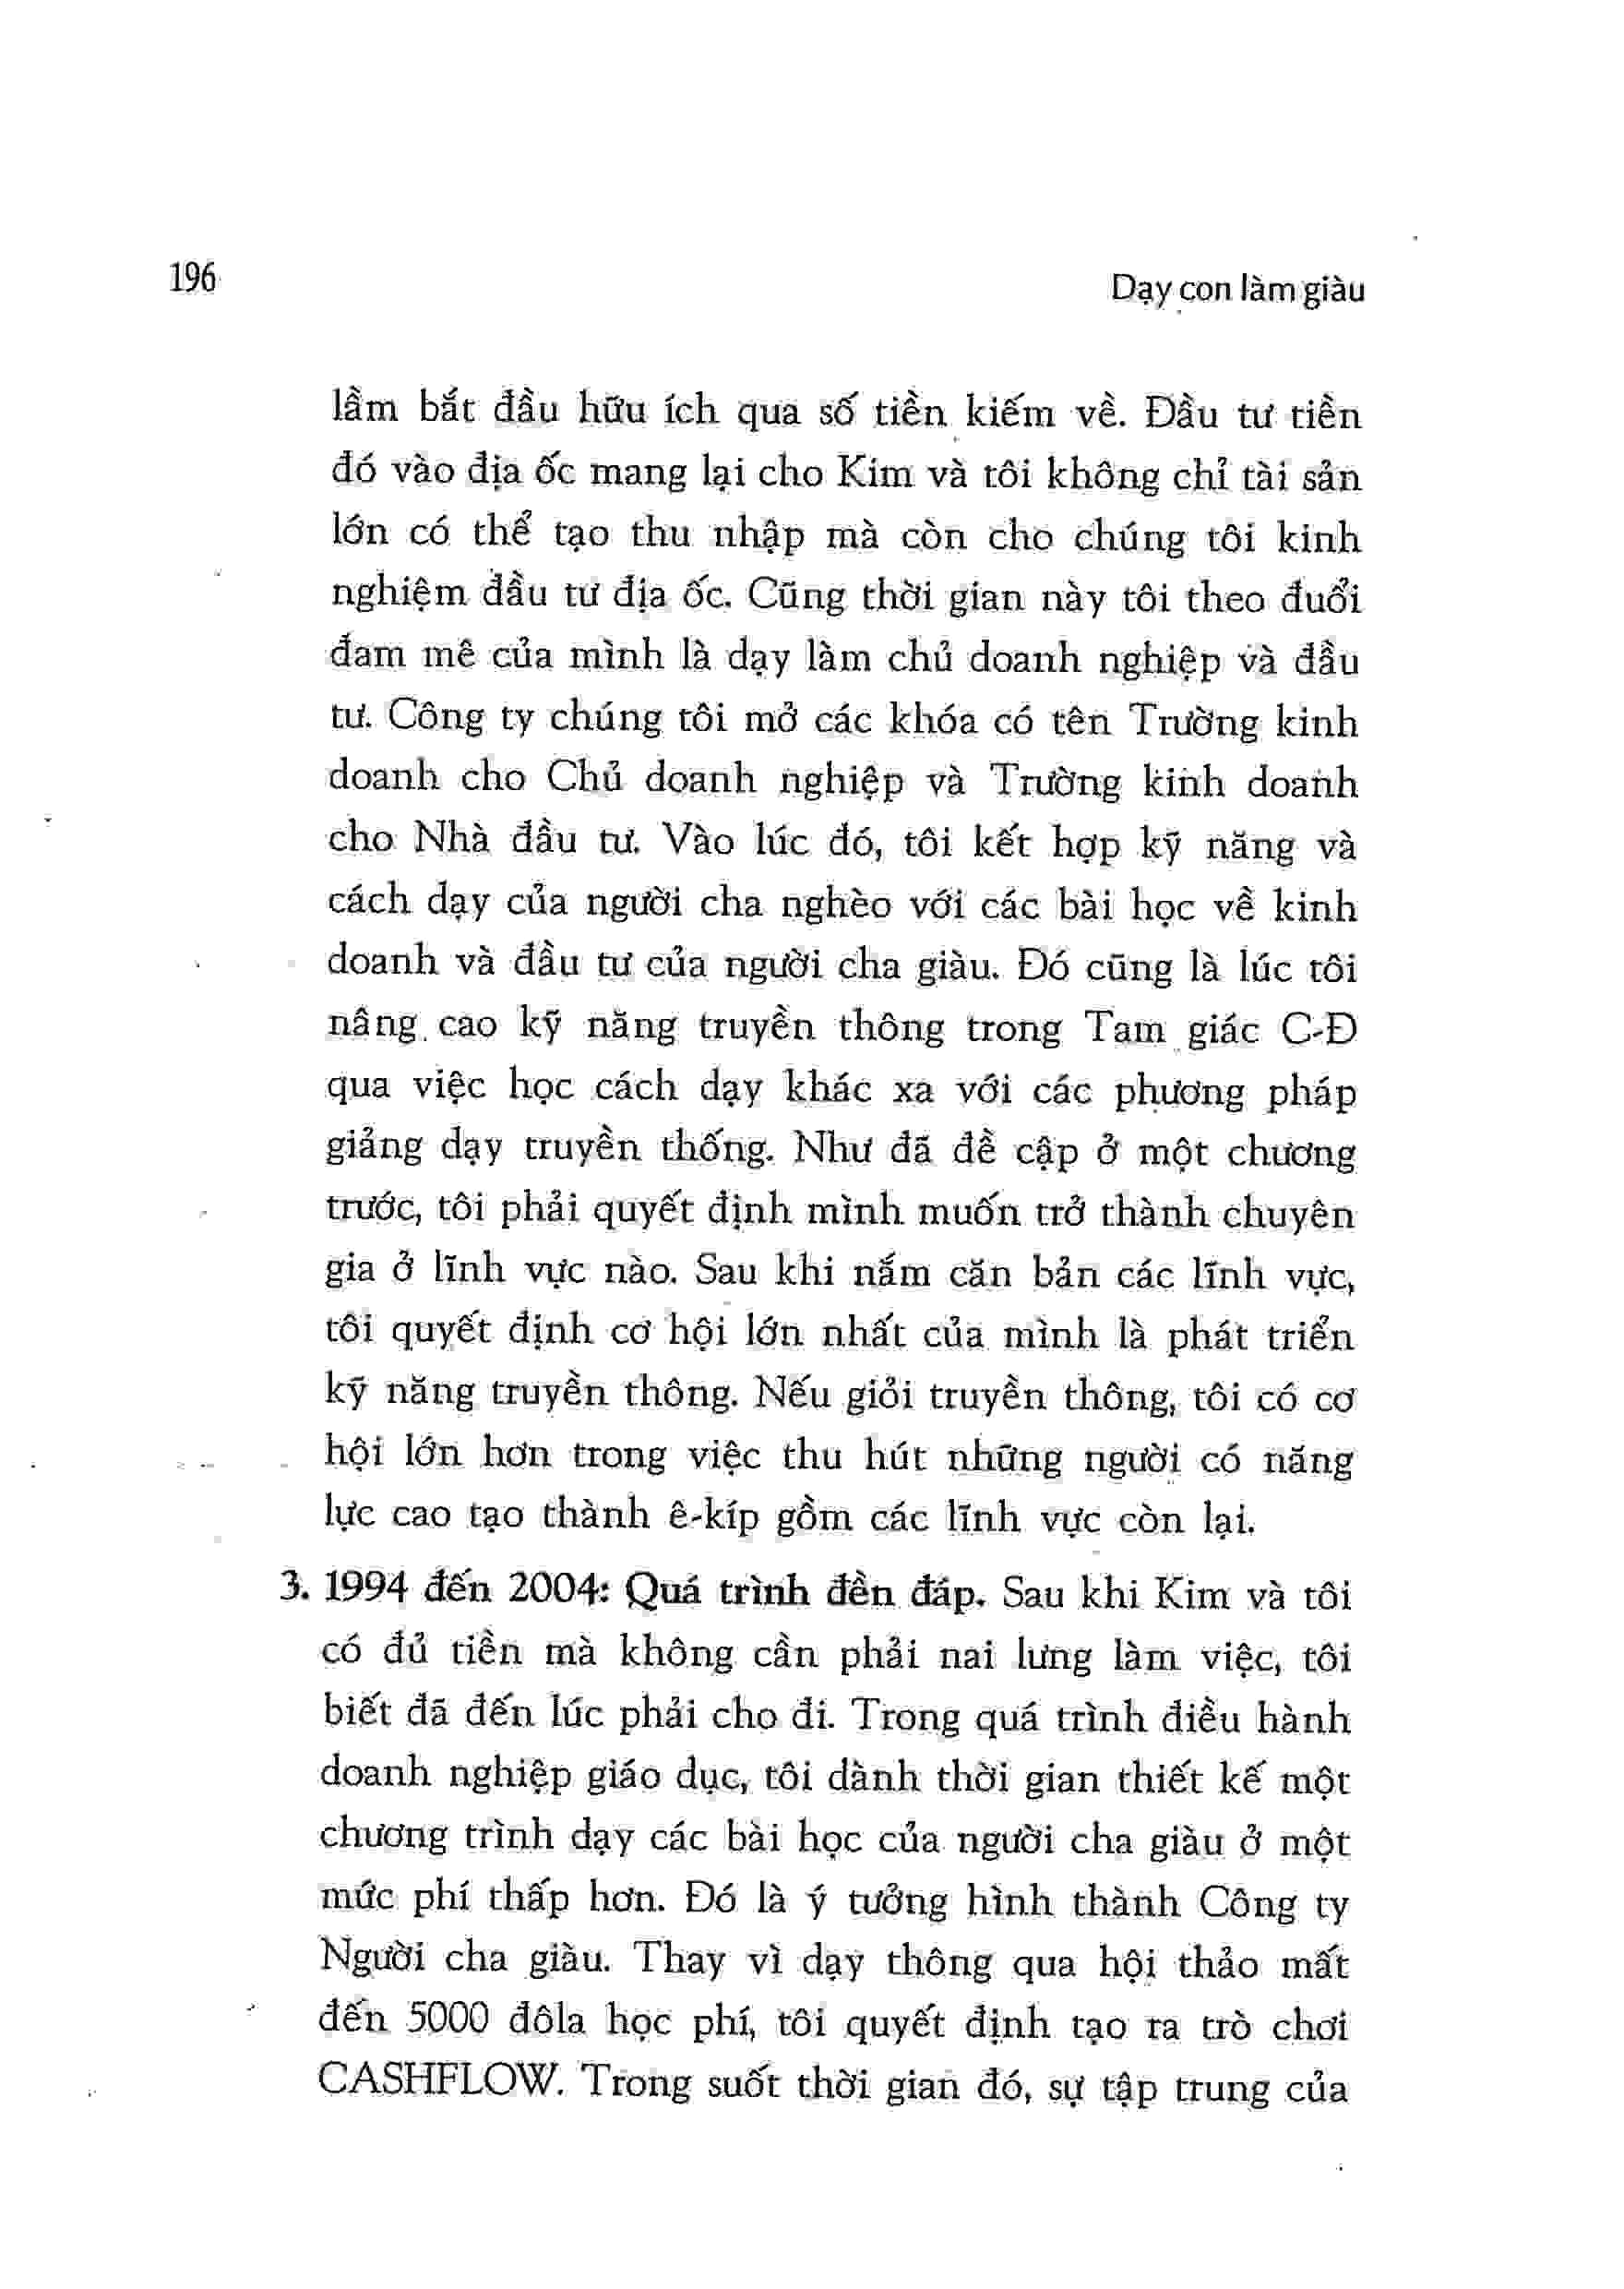 196
Dạy con làm giàu
lầm bắt đầu hữu ích qua số tiền kiếm về. Đầu tư tiền
đó vào địa ốc mang lại cho Kim và tôi không chỉ tài sản
lớn có thể tạo thu nhập mà còn cho chúng tôi kinh
nghiệm đầu tư địa ốc. Cũng thời gian này tôi theo đuổi
đam mê của mình là dạy làm chủ doanh nghiệp và đầu
tư. Công ty chúng tôi mở các khóa có tên Trường kinh
doanh cho Chủ doanh nghiệp và Trường kinh doanh
cho Nhà đầu tư. Vào lúc đó, tôi kết hợp kỹ năng và
cách dạy của người cha nghèo với các bài học về kinh
doanh và đầu tư của người cha giàu. Đó cũng là lúc tôi
nâng cao kỹ năng truyền thông trong Tam giác C-Đ
qua việc học cách dạy khác xa với các phương pháp
giảng dạy truyền thống. Như đã đề cập ở một chương
trước, tôi phải quyết định mình muốn trở thành chuyên
gia ở lĩnh vực nào. Sau khi nắm căn bản các lĩnh vực,
tôi quyết định cơ hội lớn nhất của mình là phát triển
kỹ năng truyền thông. Nếu giỏi truyền thông, tôi có cơ
hội lớn hơn trong việc thu hút những người có năng
lực cao tạo thành ê-kíp gồm các lĩnh vực còn lại.
3. 1994 đến 2004: Quá trình đền đáp. Sau khi Kim và tôi
có đủ tiền mà không cần phải nai lưng làm việc, tôi
biết đã đến lúc phải cho đi. Trong quá trình điều hành
doanh nghiệp giáo dục, tôi dành thời gian thiết kế một
chương trình dạy các bài học của người cha giàu ở một
mức phí thấp hơn. Đó là ý tưởng hình thành Công ty
Người cha giàu. Thay vì dạy thông qua hội thảo mất
đến 5000 đôla học phí, tôi quyết định tạo ra trò chơi
CASHFLOW. Trong suốt thời gian đó, sự tập trung của